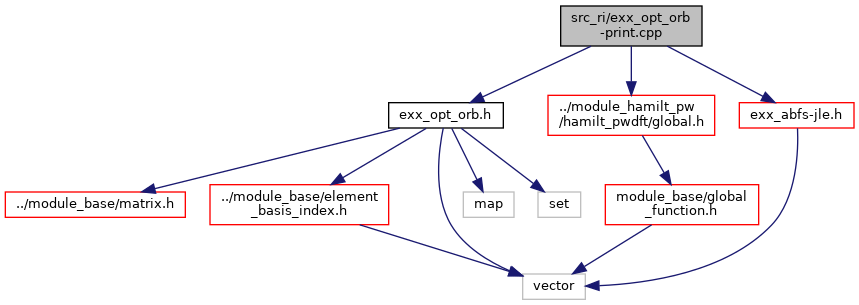 src_ri/exx_opt_orb
-print.cpp
exx_opt_orb.h
../module_hamilt_pw
/hamilt_pwdft/global.h
exx_abfs-jle.h
../module_base/matrix.h
../module_base/element
_basis_index.h
map
set
module_base/global
_function.h
vector